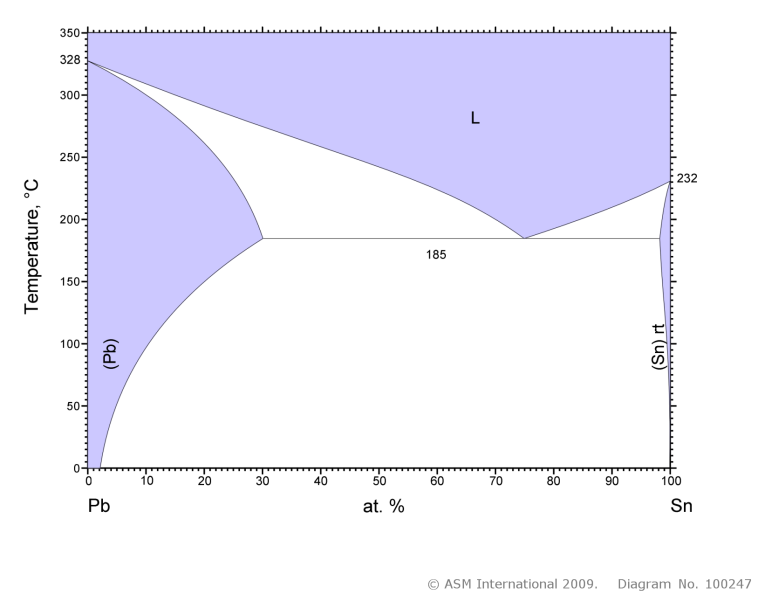 350
328
300
250
200
150
100
50
0
Temperature, °C
L
232
185
(Pb)
(Sn) rt
0 10 20 30 40 50 60 70 80 90 100
Pb at. % Sn
© ASM International 2009. Diagram No. 100247